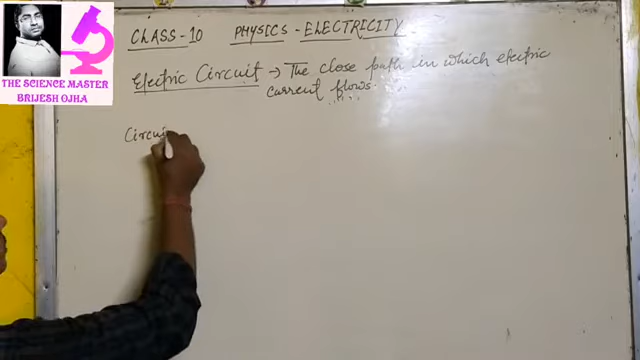 THE SCIENCE MASTER
BRIJESH OJHA
CLASS-10 PHYSICS - ELECTRICITY
Electric Circuit → The close path in which electric
current flows.
Circui